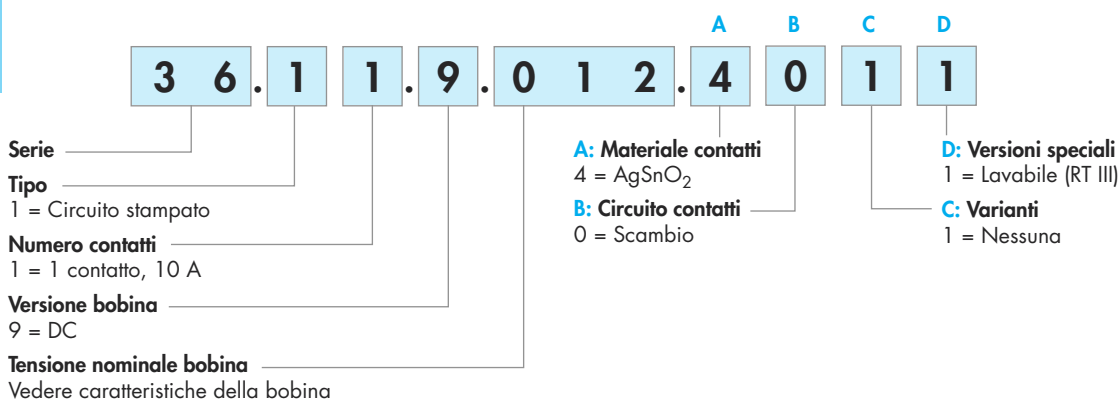 A B C D
3 6 . 1 1 . 9 . 0 1 2 . 4 0 1 1
Serie
Tipo
1 = Circuito stampato
Numero contatti
1 = 1 contatto, 10 A
Versione bobina
9 = DC
Tensione nominale bobina
Vedere caratteristiche della bobina
A: Materiale contatti
4 = AgSnO₂
B: Circuito contatti
0 = Scambio
D: Versioni speciali
1 = Lavabile (RT III)
C: Varianti
1 = Nessuna